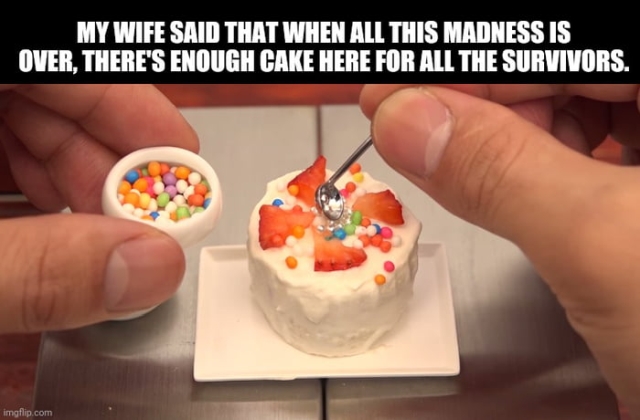 MY WIFE SAID THAT WHEN ALL THIS MADNESS IS
OVER, THERE'S ENOUGH CAKE HERE FOR ALL THE SURVIVORS.
imgflip.com